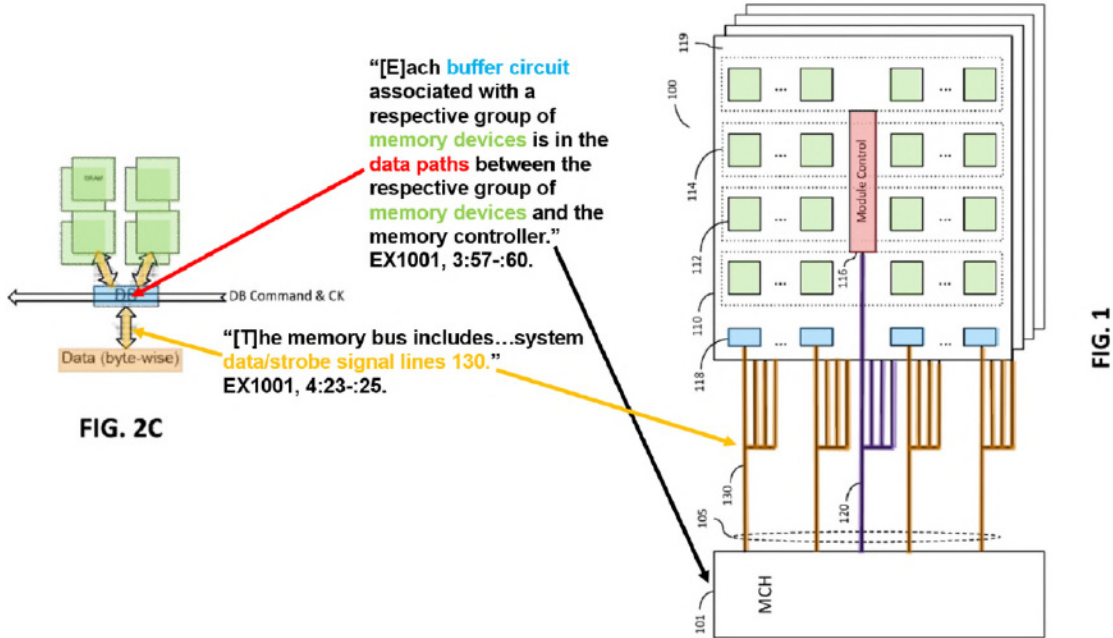 “[E]ach buffer circuit
associated with a
respective group of
memory devices is in the
data paths between the
respective group of
memory devices and the
memory controller.”
EX1001, 3:57-:60.
DRAM
DB
DB Command & CK
Data (byte-wise)
FIG. 2C
“[T]he memory bus includes…system
data/strobe signal lines 130.”
EX1001, 4:23-:25.
119
100
114
112
110
118
116
Module Control
...
...
...
...
...
...
...
...
...
...
130
120
105
101
MCH
FIG. 1